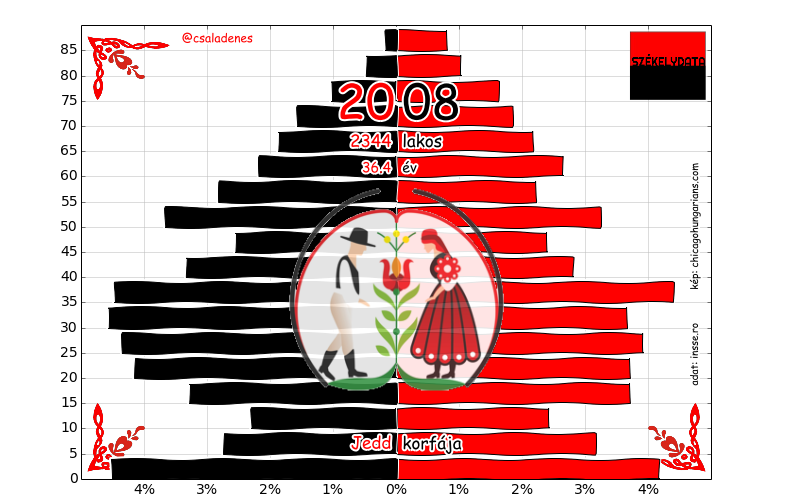 @csaladenes
SZÉKELYDATA
2008
2344 lakos
36.4 év
kép: chicagohungarians.com
adat: insse.ro
Jedd korfája
85
80
75
70
65
60
55
50
45
40
35
30
25
20
15
10
5
0
4% 3% 2% 1% 0% 1% 2% 3% 4%